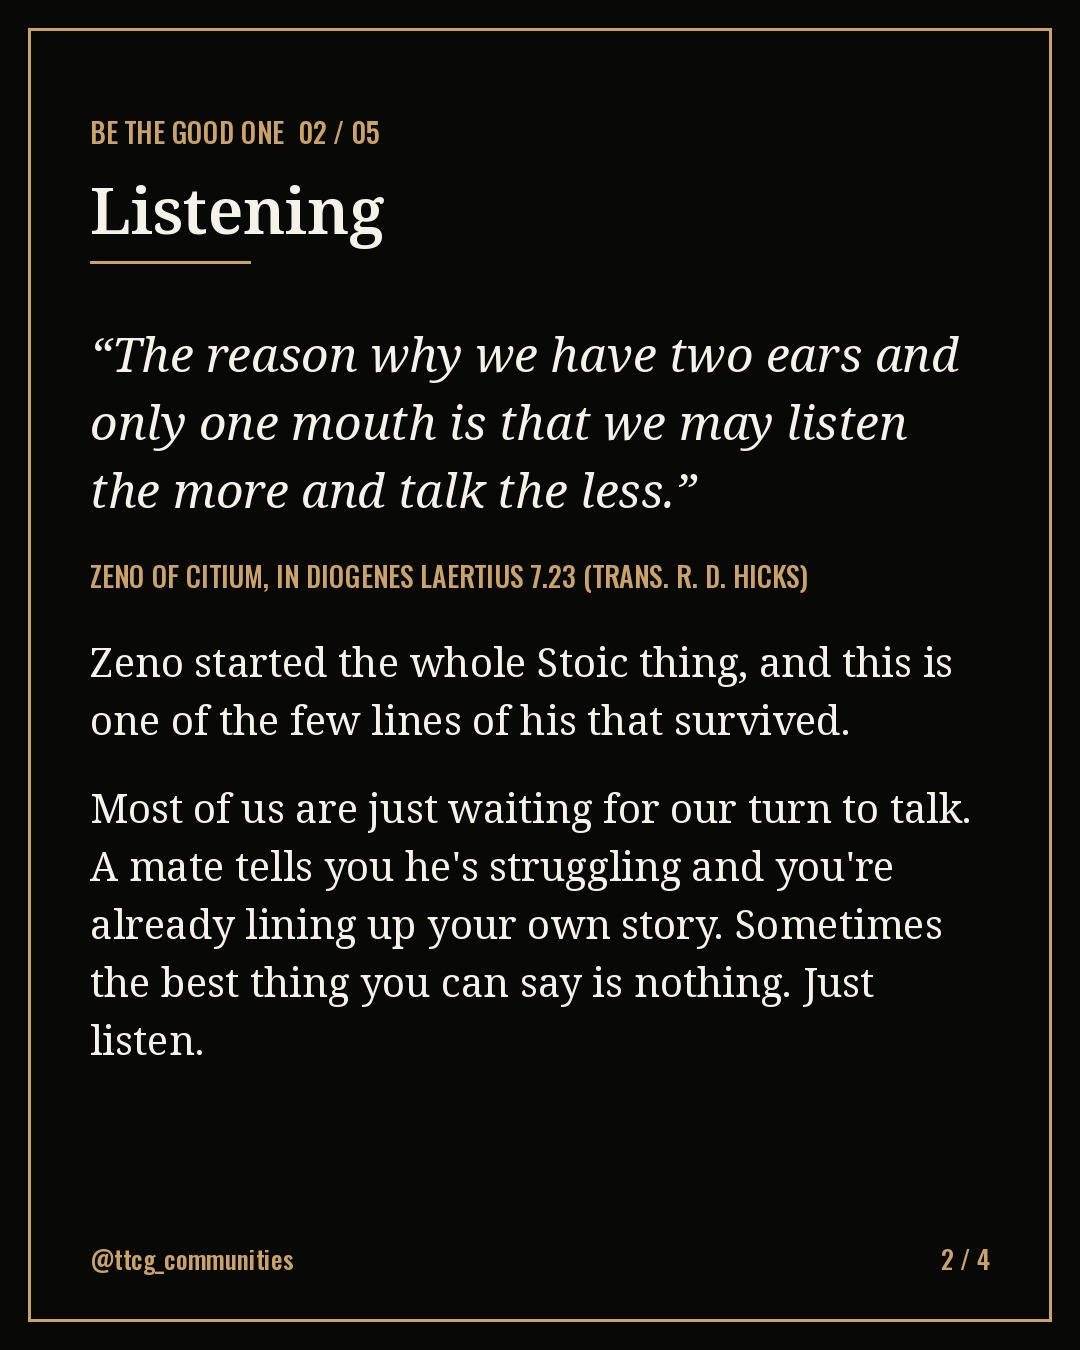 BE THE GOOD ONE 02 / 05
Listening
“The reason why we have two ears and
only one mouth is that we may listen
the more and talk the less.”
ZENO OF CITIUM, IN DIOGENES LAERTIUS 7.23 (TRANS. R. D. HICKS)
Zeno started the whole Stoic thing, and this is
one of the few lines of his that survived.
Most of us are just waiting for our turn to talk.
A mate tells you he's struggling and you're
already lining up your own story. Sometimes
the best thing you can say is nothing. Just
listen.
@ttcg_communities
2 / 4